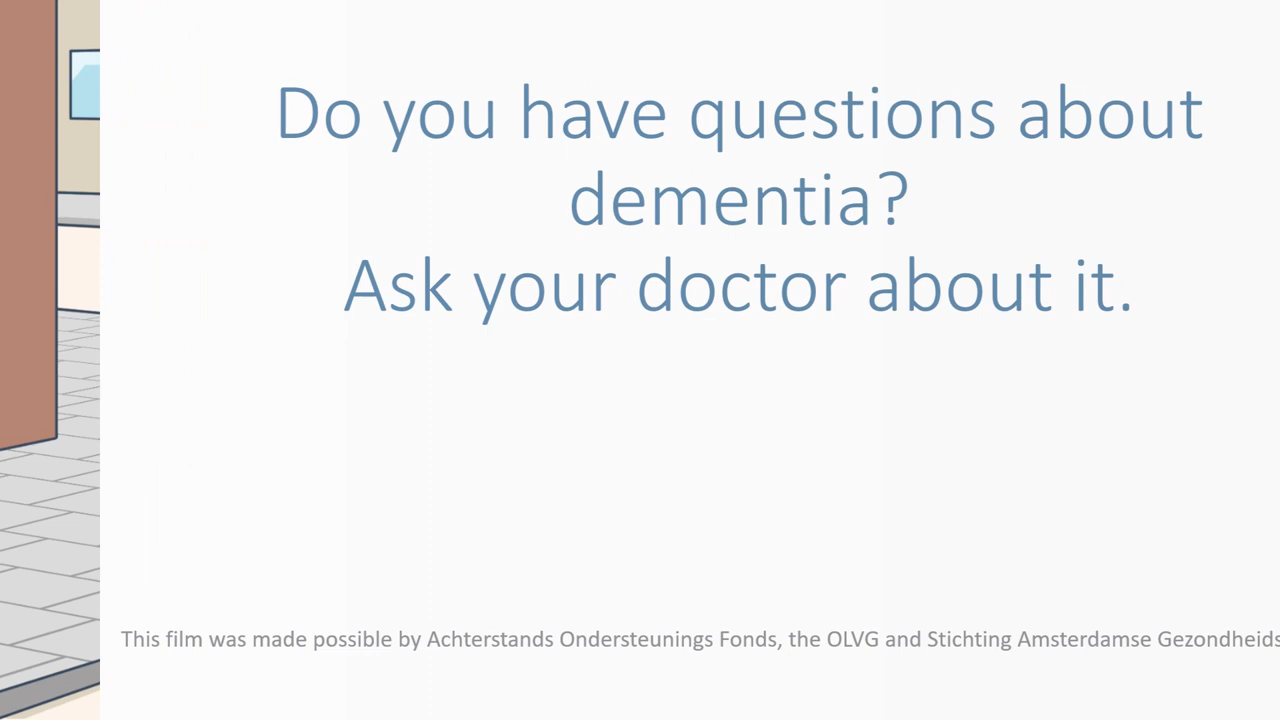 Do you have questions about
dementia?
Ask your doctor about it.
This film was made possible by Achterstands Ondersteunings Fonds, the OLVG and Stichting Amsterdamse Gezondheids